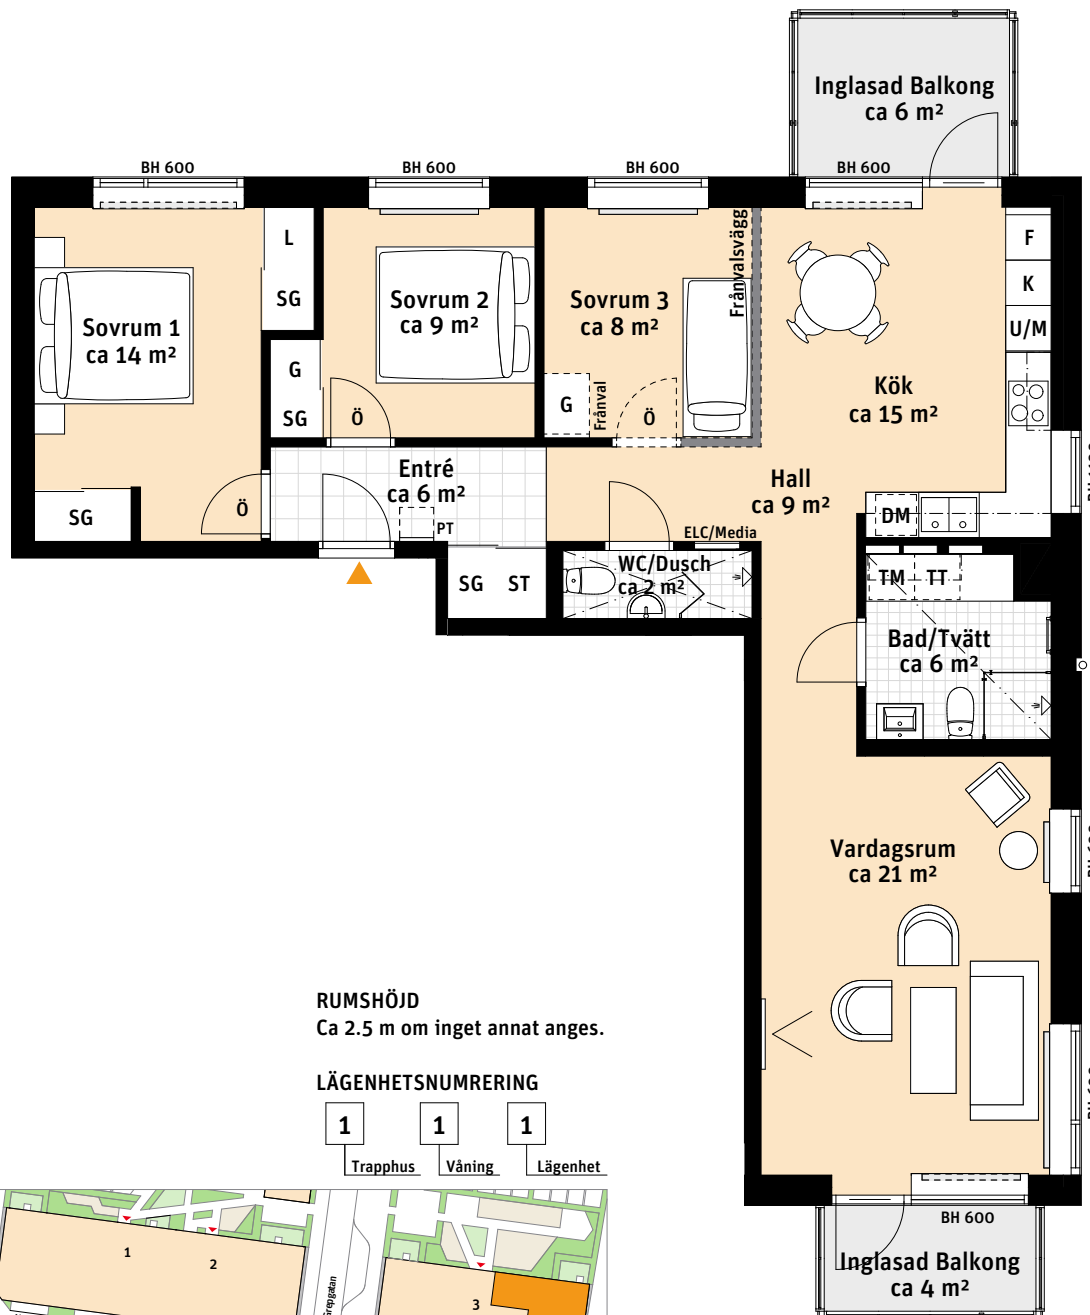 Inglasad Balkong
ca 6 m²
BH 600
BH 600
BH 600
BH 600
L
SG
Sovrum 1
ca 14 m²
G
SG
Sovrum 2
ca 9 m²
Ö
Sovrum 3
ca 8 m²
Frånvalsvägg
G
Frånval
Ö
F
K
U/M
Kök
ca 15 m²
SG
Ö
Entré
ca 6 m²
PT
Hall
ca 9 m²
DM
ELC/Media
SG
ST
WC/Dusch
ca 2 m²
TM
TT
Bad/Tvätt
ca 6 m²
Vardagsrum
ca 21 m²
RUMSHÖJD
Ca 2.5 m om inget annat anges.
LÄGENHETSNUMRERING
1
1
1
Trapphus
Våning
Lägenhet
BH 600
Inglasad Balkong
ca 4 m²
1
2
3